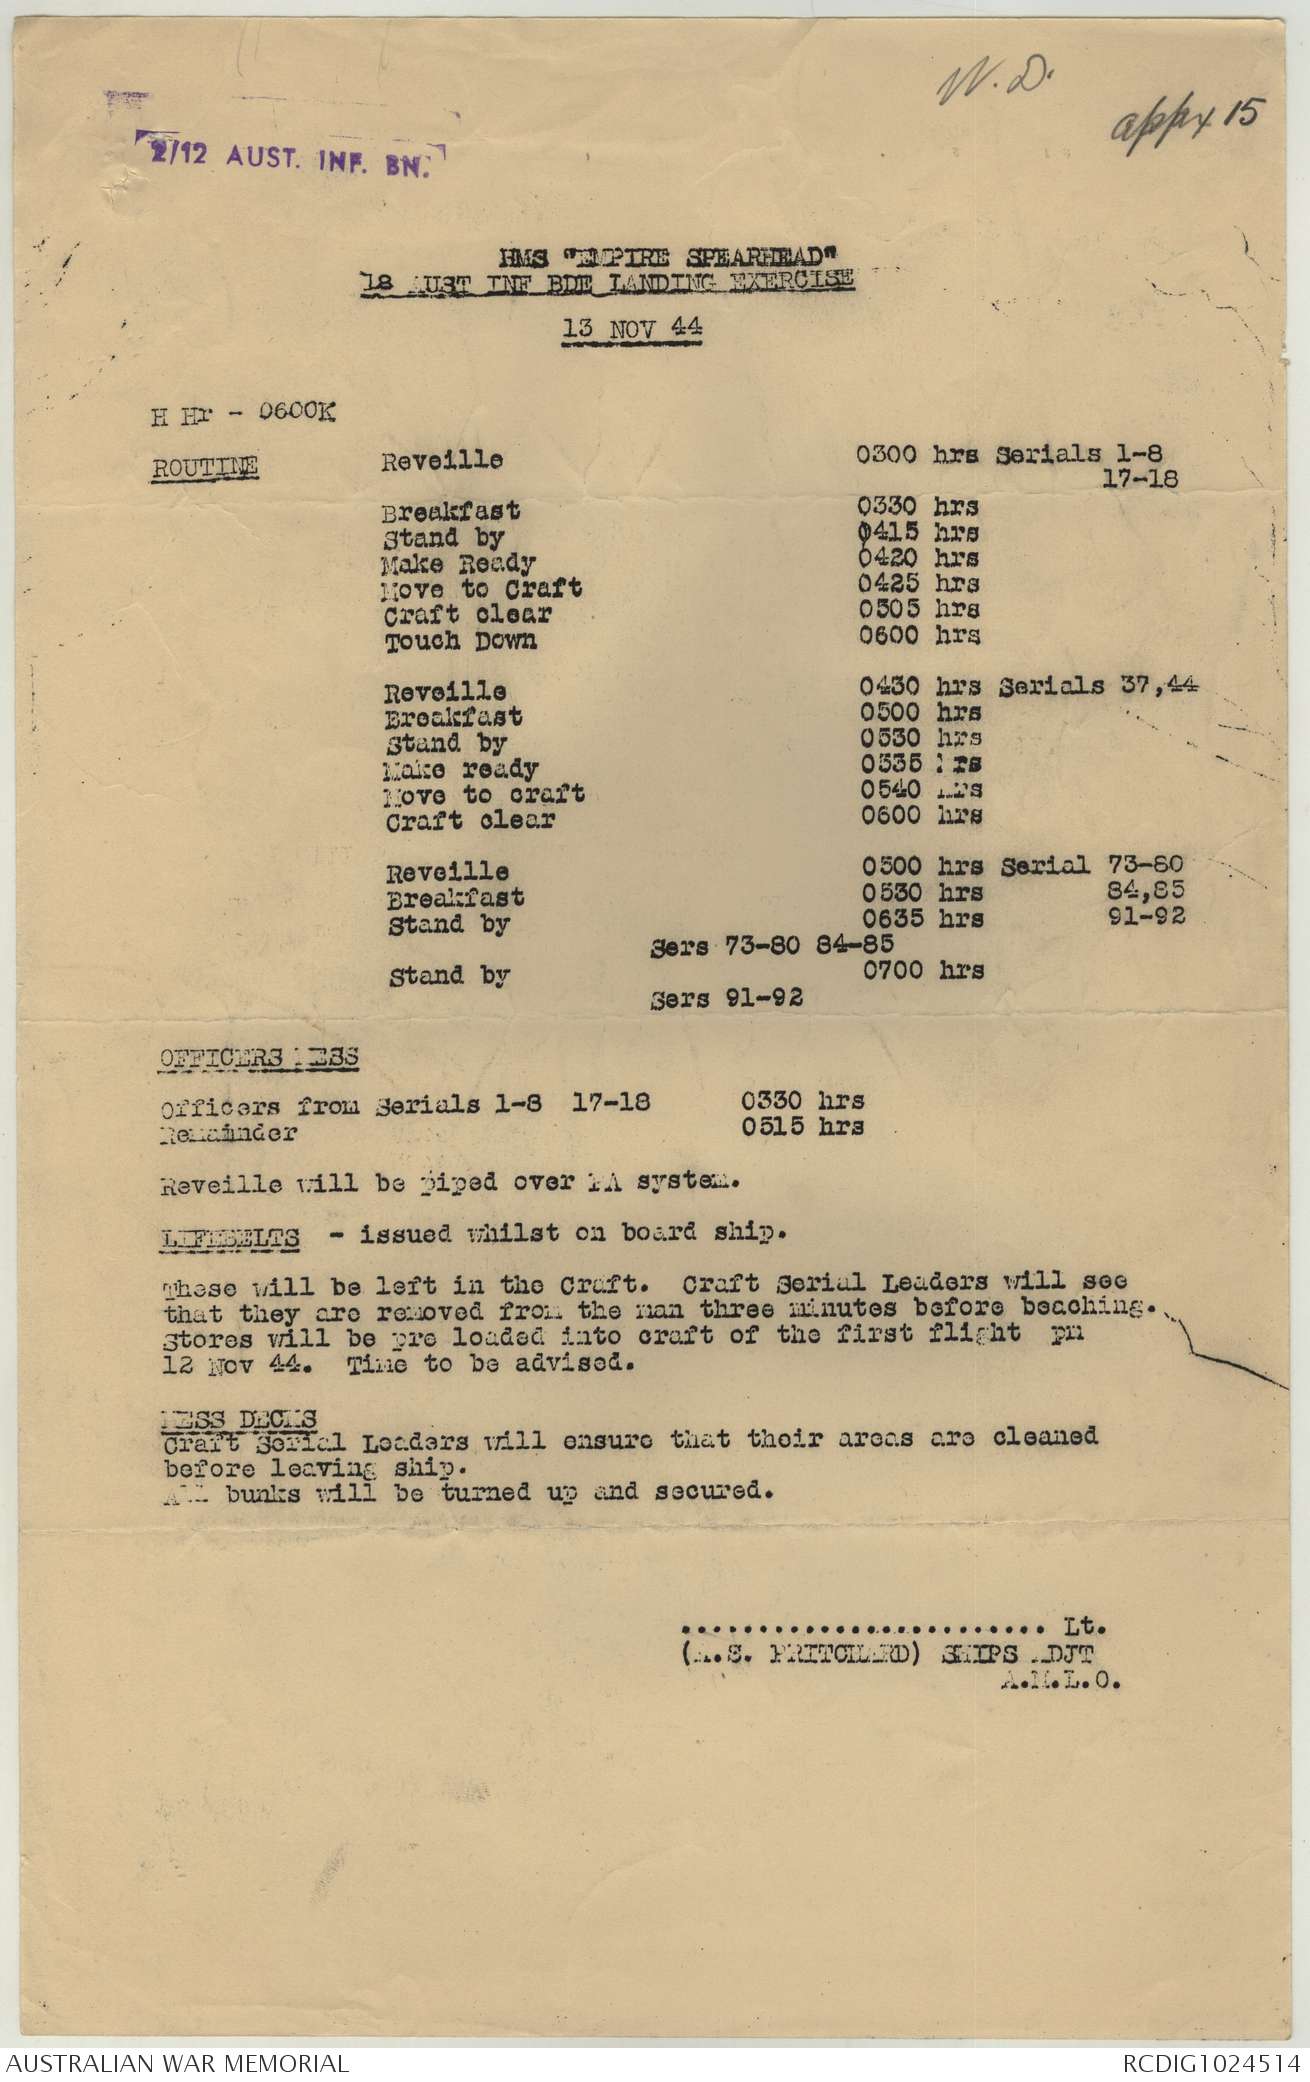 W.D.
appx 15
2/12 AUST. INF. BN.
HMS "EMPIRE SPEARHEAD"
18 AUST INF BDE LANDING EXERCISE
13 NOV 44
H Hr - 0600K
ROUTINE Reveille 0300 hrs Serials 1-8
17-18
Breakfast 0330 hrs
Stand by 0415 hrs
Make Ready 0420 hrs
Move to Craft 0425 hrs
Craft clear 0505 hrs
Touch Down 0600 hrs
Reveille 0430 hrs Serials 37,44
Breakfast 0500 hrs
Stand by 0530 hrs
Make ready 0535 hrs
Move to craft 0540 hrs
Craft clear 0600 hrs
Reveille 0500 hrs Serial 73-80
Breakfast 0530 hrs 84,85
Stand by 0635 hrs 91-92
Sers 73-80 84-85
Stand by 0700 hrs
Sers 91-92
OFFICERS MESS
Officers from Serials 1-8 17-18 0330 hrs
Remainder 0515 hrs
Reveille will be piped over PA system.
LIFEBELTS - issued whilst on board ship.
These will be left in the Craft. Craft Serial Leaders will see
that they are removed from the man three minutes before beaching.
Stores will be pre loaded into craft of the first flight pm
12 Nov 44. Time to be advised.
MESS DECKS
Craft Serial Leaders will ensure that their areas are cleaned
before leaving ship.
All bunks will be turned up and secured.
........................ Lt.
(A.S. PRITCHARD) SHIPS ADJT
A.M.L.O.
AUSTRALIAN WAR MEMORIAL RCDIG1024514